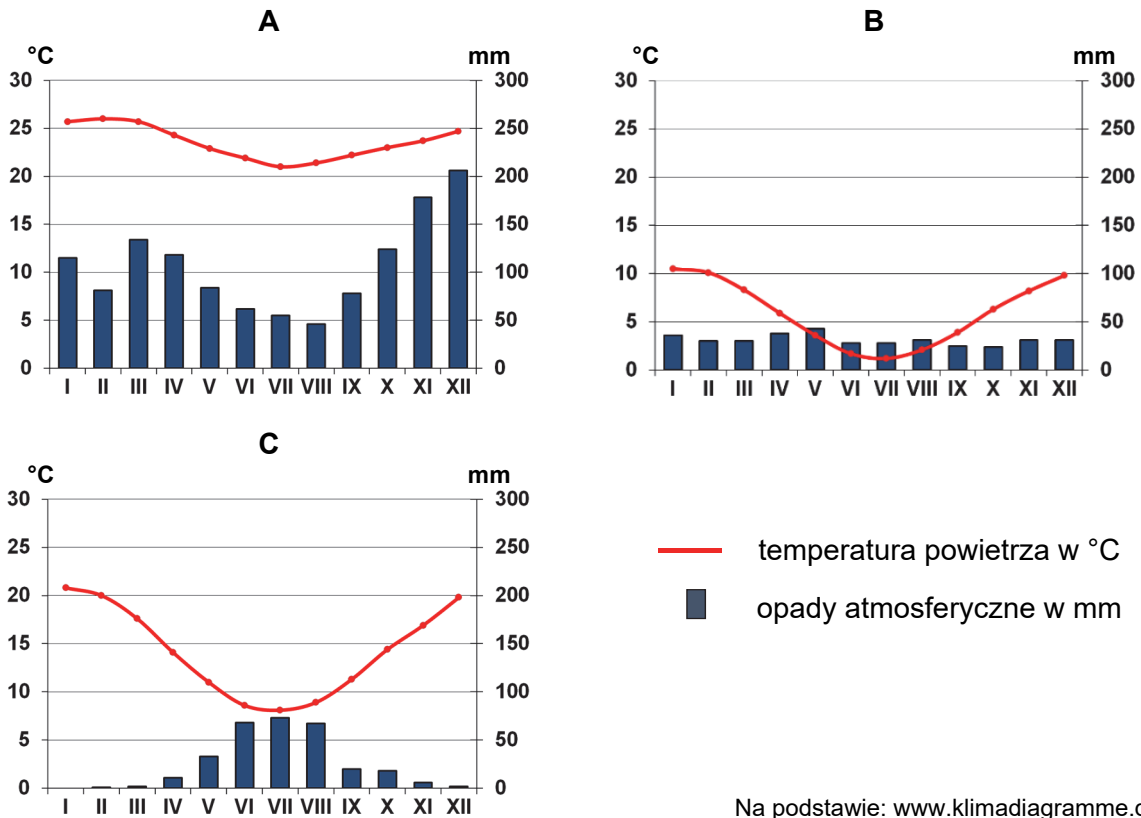 A
°C mm
30 300
25 250
20 200
15 150
10 100
5 50
0 0
I II III IV V VI VII VIII IX X XI XII
B
°C mm
30 300
25 250
20 200
15 150
10 100
5 50
0 0
I II III IV V VI VII VIII IX X XI XII
C
°C mm
30 300
25 250
20 200
15 150
10 100
5 50
0 0
I II III IV V VI VII VIII IX X XI XII
temperatura powietrza w °C
opady atmosferyczne w mm
Na podstawie: www.klimadiagramme.d